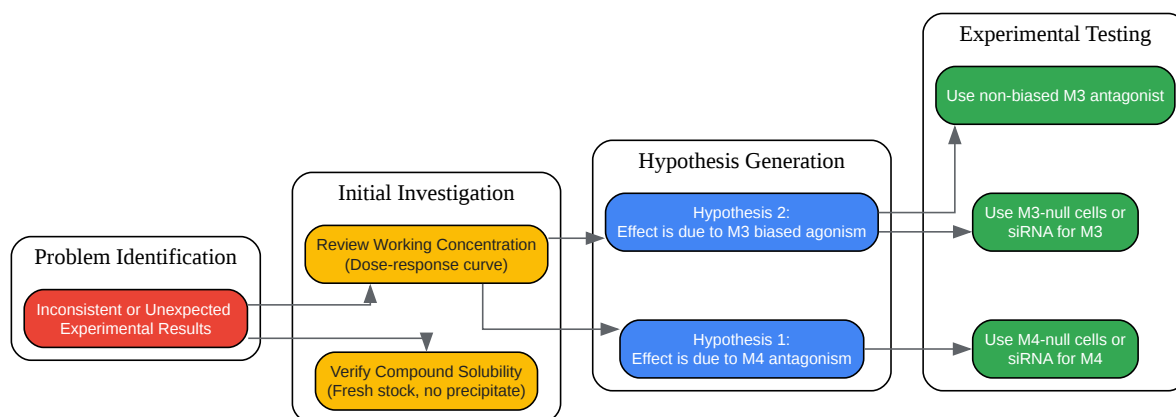 Problem Identification
Inconsistent or Unexpected
Experimental Results
Initial Investigation
Review Working Concentration
(Dose-response curve)
Verify Compound Solubility
(Fresh stock, no precipitate)
Hypothesis Generation
Hypothesis 2:
Effect is due to M3 biased agonism
Hypothesis 1:
Effect is due to M4 antagonism
Experimental Testing
Use non-biased M3 antagonist
Use M3-null cells or
siRNA for M3
Use M4-null cells or
siRNA for M4